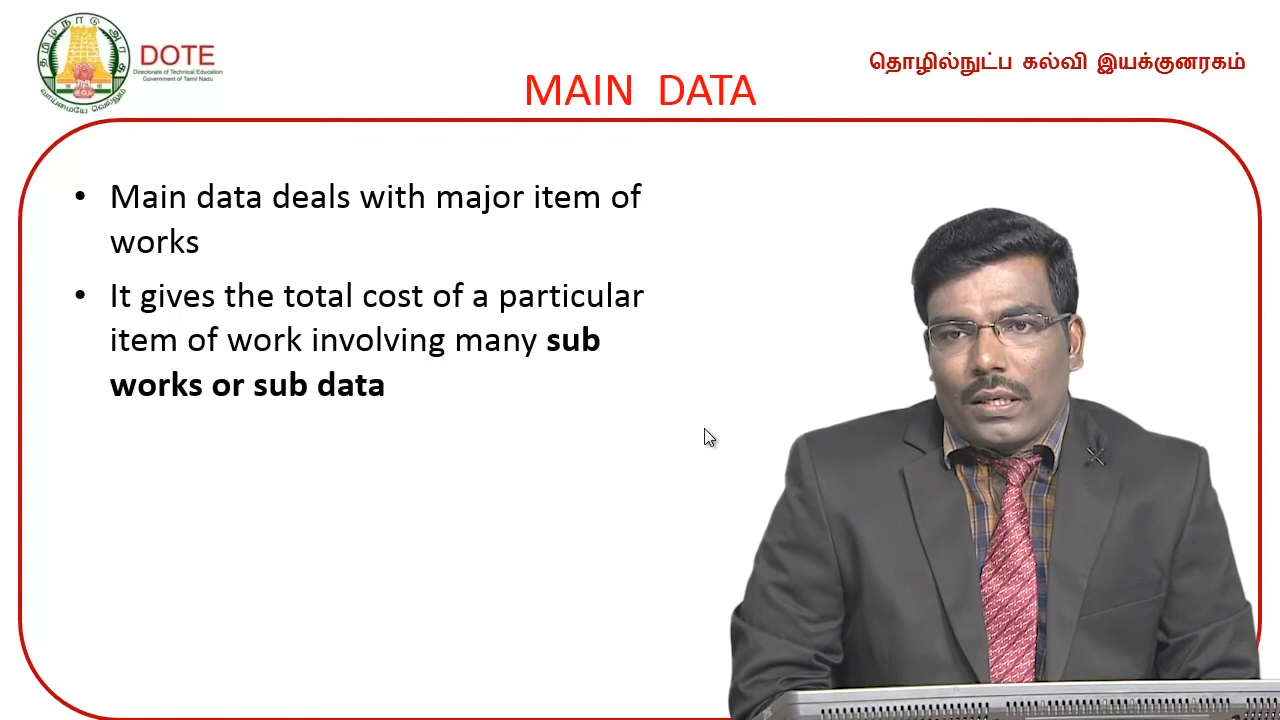 தமிழ்நாடு அரசு
வாய்மையே வெல்லும்
DOTE
Directorate of Technical Education
Government of Tamil Nadu
தொழில்நுட்ப கல்வி இயக்குனரகம்
MAIN DATA
• Main data deals with major item of
works
• It gives the total cost of a particular
item of work involving many sub
works or sub data